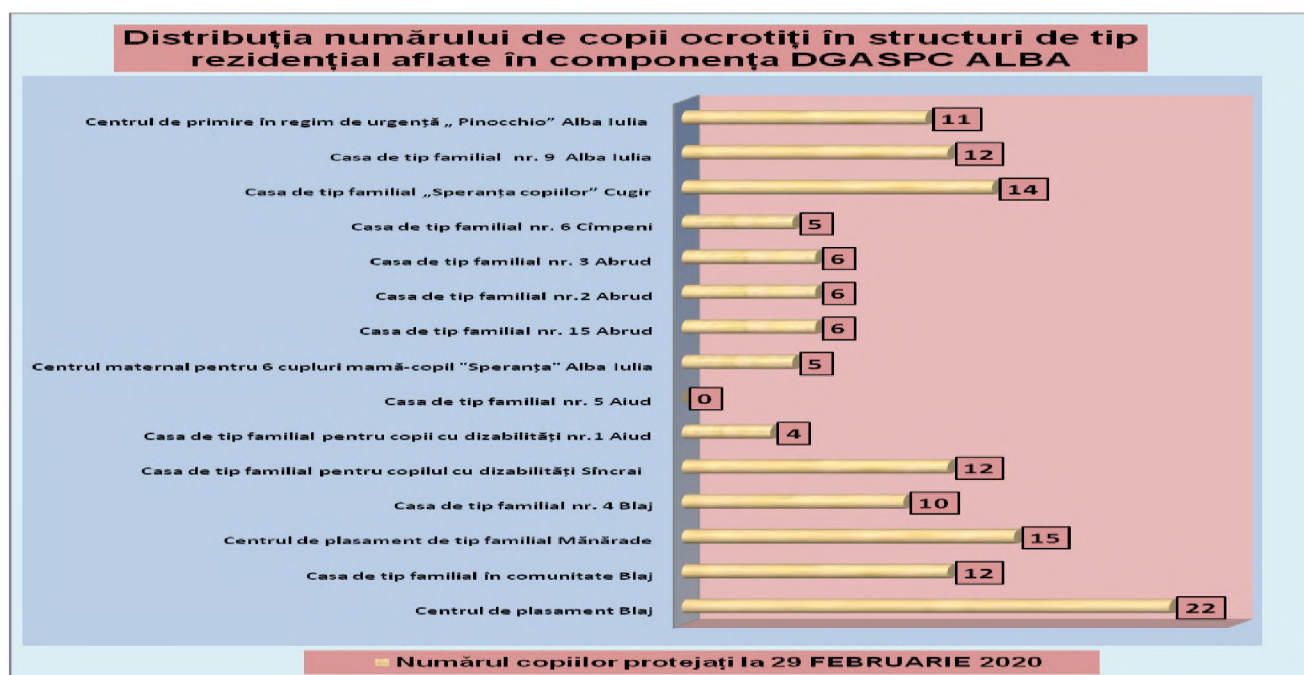 Distribuția numărului de copii ocrotiți în structuri de tip
rezidențial aflate în componența DGASPC ALBA
Centrul de primire în regim de urgență „ Pinocchio” Alba Iulia 11
Casa de tip familial nr. 9 Alba Iulia 12
Casa de tip familial „Speranța copiilor” Cugir 14
Casa de tip familial nr. 6 Cîmpeni 5
Casa de tip familial nr. 3 Abrud 6
Casa de tip familial nr.2 Abrud 6
Casa de tip familial nr. 15 Abrud 6
Centrul maternal pentru 6 cupluri mamă-copil "Speranța" Alba Iulia 5
Casa de tip familial nr. 5 Aiud 0
Casa de tip familial pentru copii cu dizabilități nr.1 Aiud 4
Casa de tip familial pentru copilul cu dizabilități Sîncrai 12
Casa de tip familial nr. 4 Blaj 10
Centrul de plasament de tip familial Mănărade 15
Casa de tip familial în comunitate Blaj 12
Centrul de plasament Blaj 22
Numărul copiilor protejați la 29 FEBRUARIE 2020